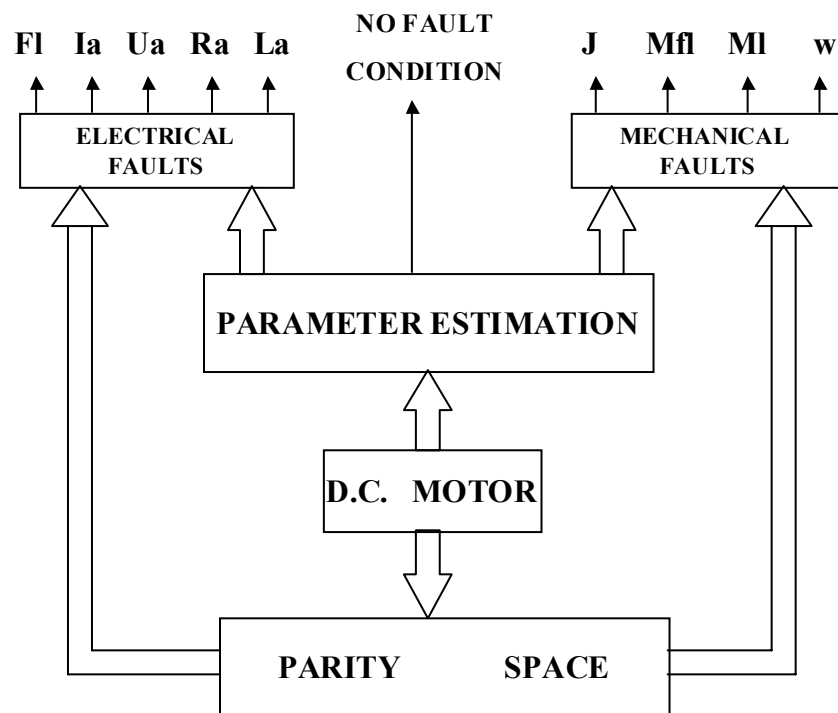 NO FAULT
CONDITION
Fl Ia Ua Ra La
J Mfl Ml w
ELECTRICAL
FAULTS
MECHANICAL
FAULTS
PARAMETER ESTIMATION
D.C. MOTOR
PARITY SPACE